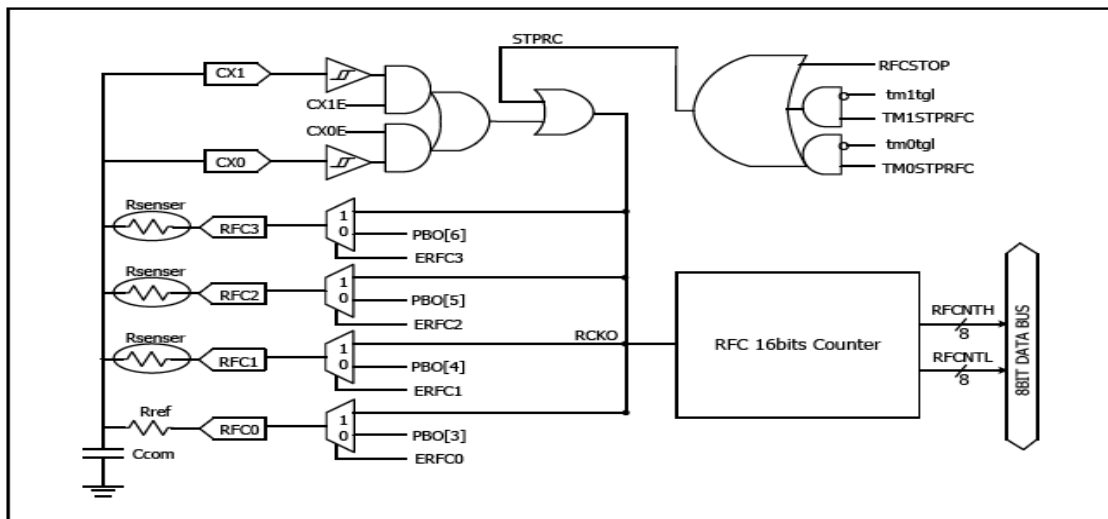 STPRC
RFCSTOP
CX1
CX1E
tm1tgl
TM1STPRFC
CX0E
tm0tgl
CX0
TM0STPRFC
Rsenser
RFC3
1
0
PBO[6]
ERFC3
Rsenser
RFC2
1
0
PBO[5]
ERFC2
Rsenser
RFC1
1
0
RCKO
PBO[4]
ERFC1
Rref
RFC0
1
0
PBO[3]
ERFC0
Ccom
RFC 16bits Counter
RFCNTH
8
RFCNTL
8
8BIT DATA BUS